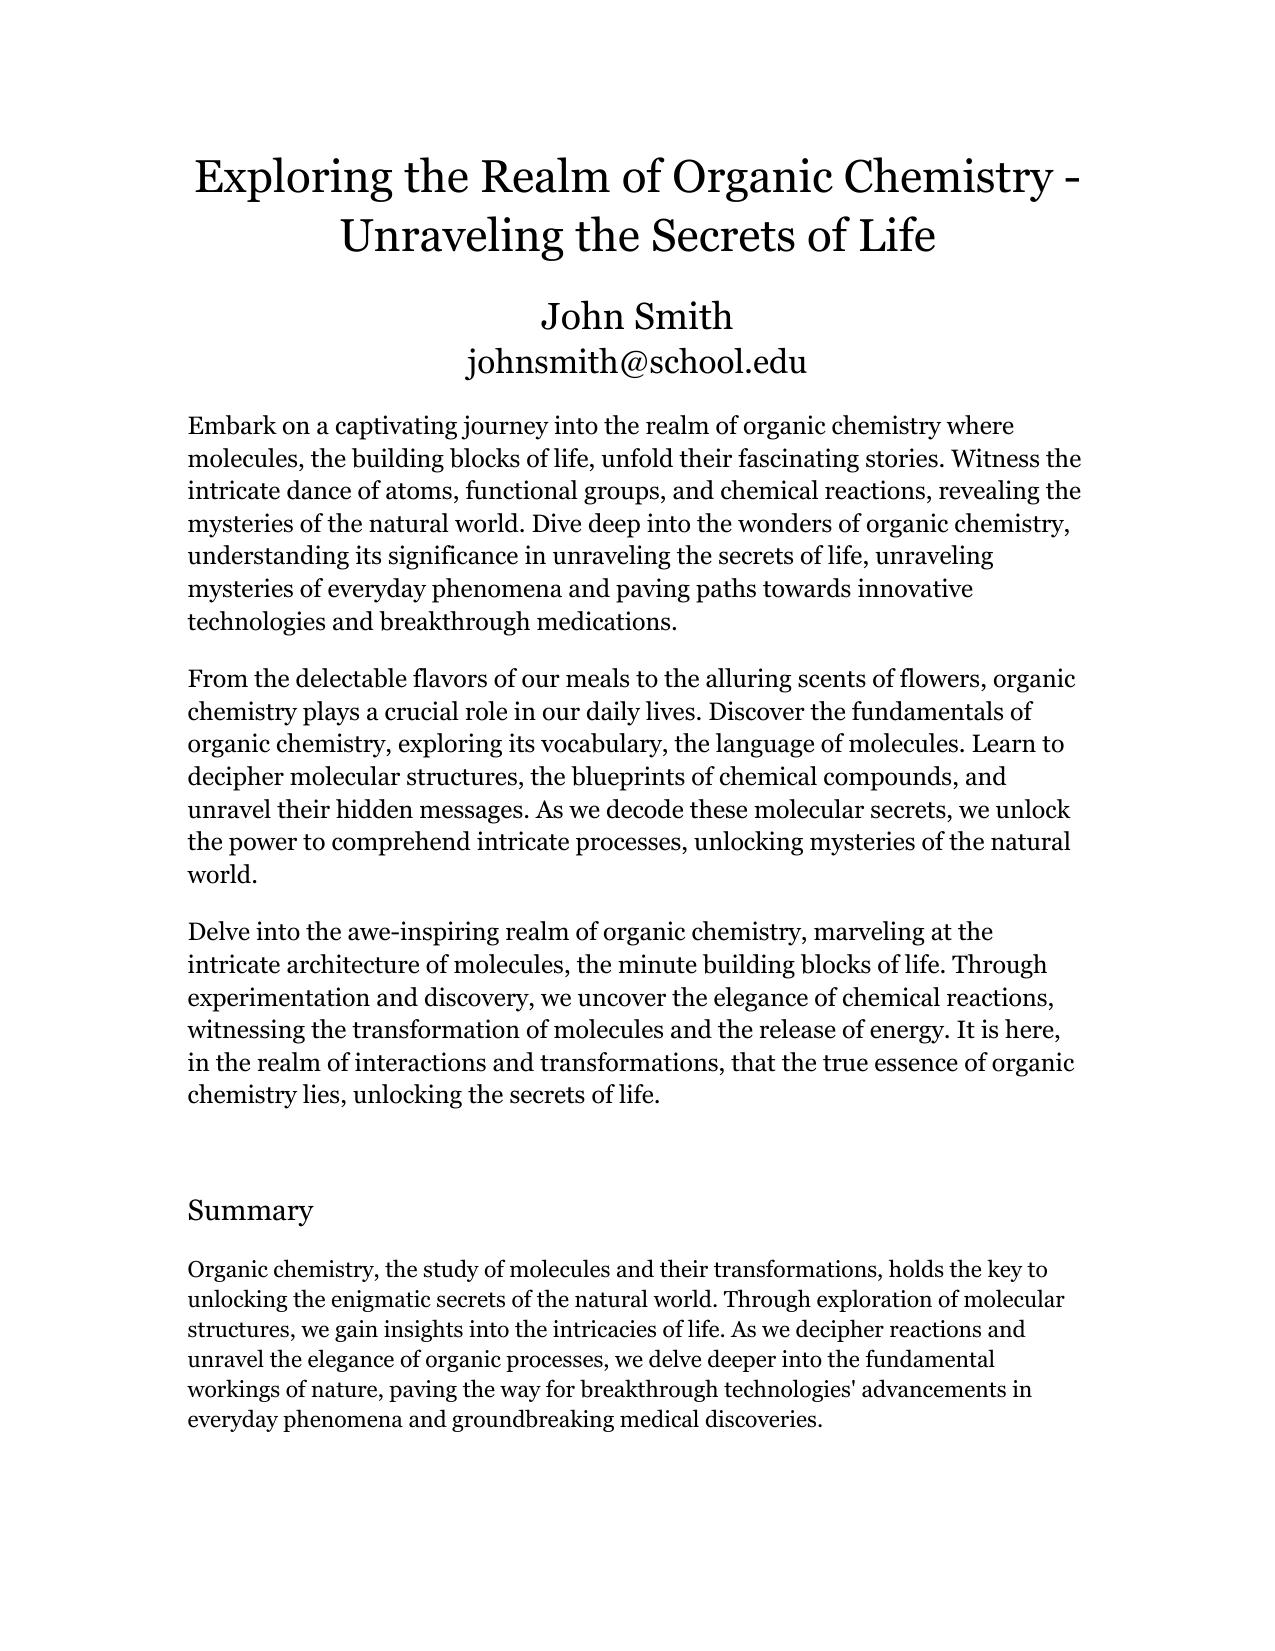 Exploring the Realm of Organic Chemistry -
Unraveling the Secrets of Life
John Smith
johnsmith@school.edu
Embark on a captivating journey into the realm of organic chemistry where
molecules, the building blocks of life, unfold their fascinating stories. Witness the
intricate dance of atoms, functional groups, and chemical reactions, revealing the
mysteries of the natural world. Dive deep into the wonders of organic chemistry,
understanding its significance in unraveling the secrets of life, unraveling
mysteries of everyday phenomena and paving paths towards innovative
technologies and breakthrough medications.
From the delectable flavors of our meals to the alluring scents of flowers, organic
chemistry plays a crucial role in our daily lives. Discover the fundamentals of
organic chemistry, exploring its vocabulary, the language of molecules. Learn to
decipher molecular structures, the blueprints of chemical compounds, and
unravel their hidden messages. As we decode these molecular secrets, we unlock
the power to comprehend intricate processes, unlocking mysteries of the natural
world.
Delve into the awe-inspiring realm of organic chemistry, marveling at the
intricate architecture of molecules, the minute building blocks of life. Through
experimentation and discovery, we uncover the elegance of chemical reactions,
witnessing the transformation of molecules and the release of energy. It is here,
in the realm of interactions and transformations, that the true essence of organic
chemistry lies, unlocking the secrets of life.
Summary
Organic chemistry, the study of molecules and their transformations, holds the key to
unlocking the enigmatic secrets of the natural world. Through exploration of molecular
structures, we gain insights into the intricacies of life. As we decipher reactions and
unravel the elegance of organic processes, we delve deeper into the fundamental
workings of nature, paving the way for breakthrough technologies' advancements in
everyday phenomena and groundbreaking medical discoveries.